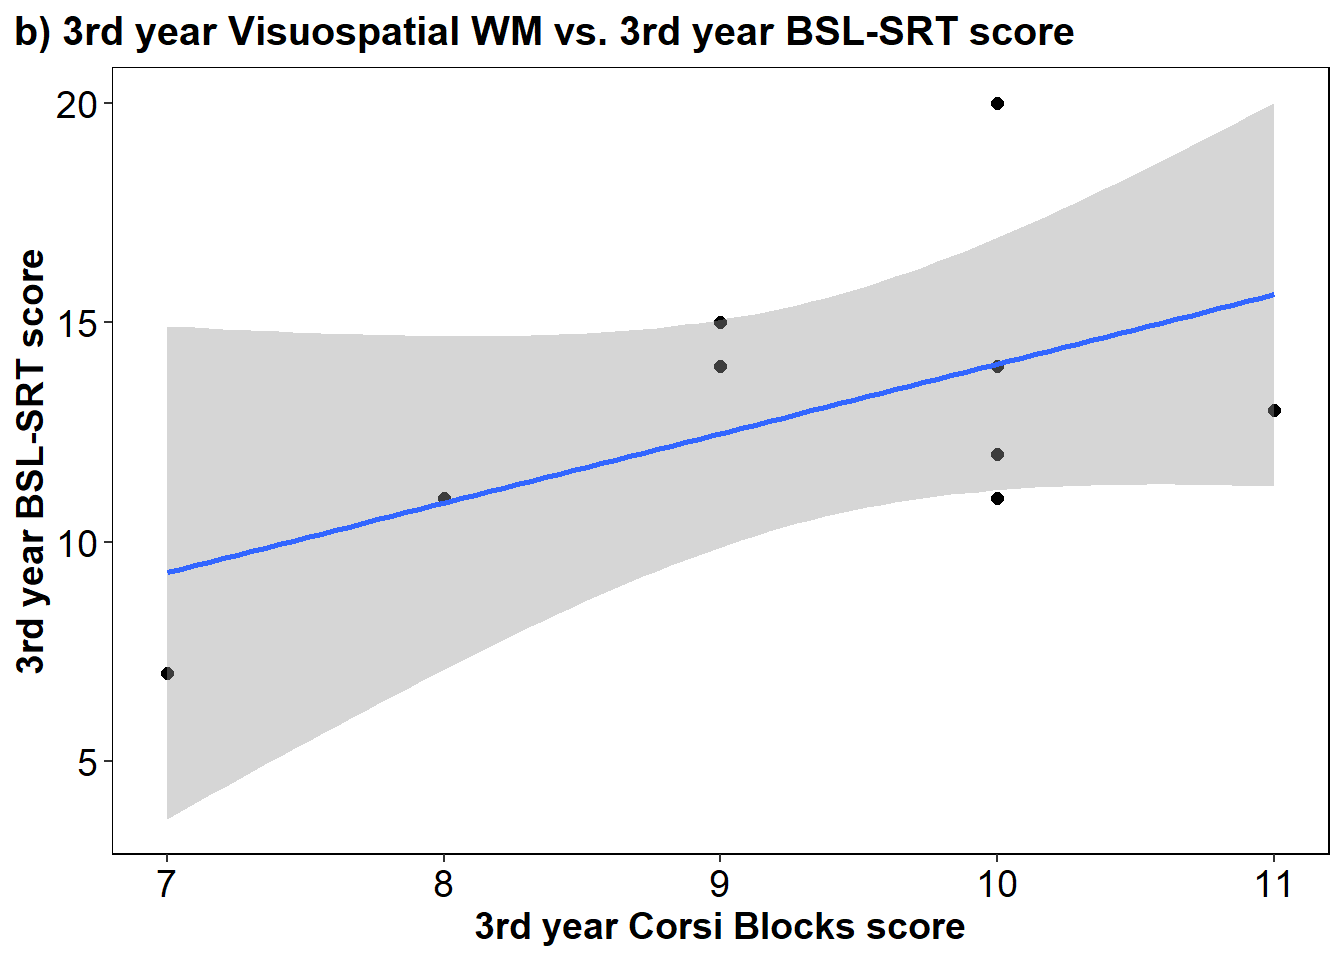 b) 3rd year Visuospatial WM vs. 3rd year BSL-SRT score
20
15
10
5
3rd year BSL-SRT score
7 8 9 10 11
3rd year Corsi Blocks score